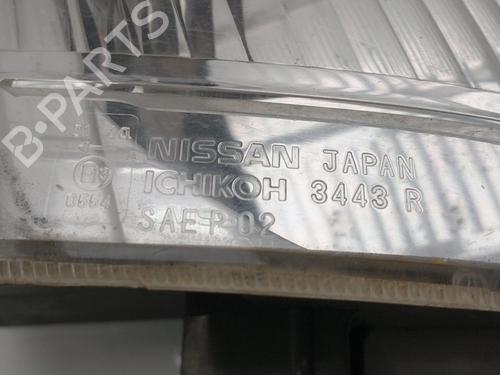 B-PARTS
NISSAN JAPAN
ICHIKOH 3443 R
SAE P 02